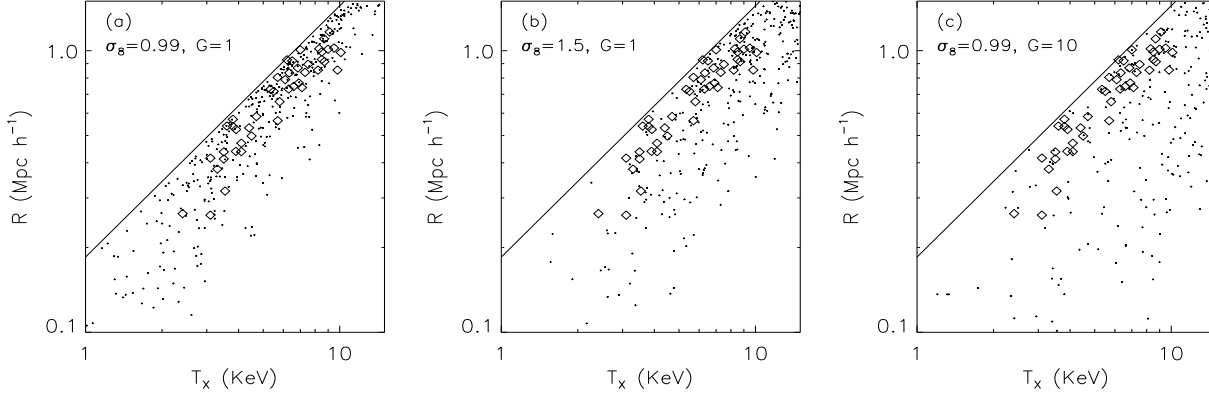 (a)
σ₈=0.99, G=1
1.0
0.1
R (Mpc h⁻¹)
1
10
Tₓ (KeV)
(b)
σ₈=1.5, G=1
1.0
0.1
R (Mpc h⁻¹)
1
10
Tₓ (KeV)
(c)
σ₈=0.99, G=10
1.0
0.1
R (Mpc h⁻¹)
1
10
Tₓ (KeV)